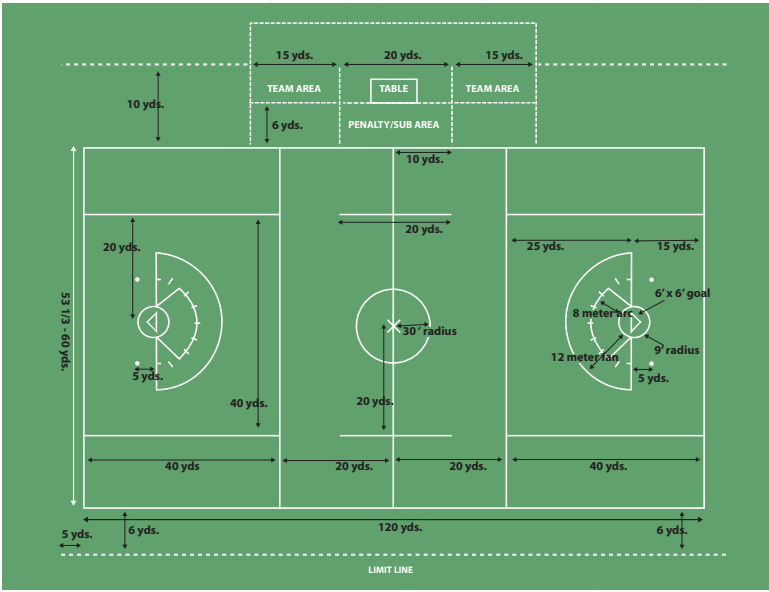 15 yds.
20 yds.
15 yds.
TEAM AREA
TABLE
TEAM AREA
10 yds.
6 yds.
PENALTY/SUB AREA
10 yds.
20 yds.
20 yds.
25 yds.
15 yds.
6' x 6' goal
8 meter arc
30' radius
53 1/3 - 60 yds.
12 meter fan
9' radius
5 yds.
5 yds.
40 yds.
20 yds.
40 yds
20 yds.
20 yds.
40 yds.
120 yds.
5 yds.
6 yds.
6 yds.
LIMIT LINE